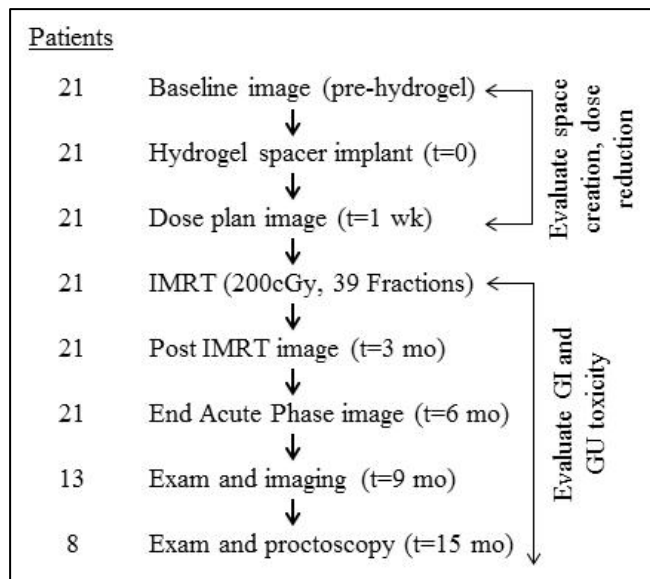 Patients
21 Baseline image (pre-hydrogel)
21 Hydrogel spacer implant (t=0)
21 Dose plan image (t=1 wk)
21 IMRT (200cGy, 39 Fractions)
21 Post IMRT image (t=3 mo)
21 End Acute Phase image (t=6 mo)
13 Exam and imaging (t=9 mo)
8 Exam and proctoscopy (t=15 mo)
Evaluate space
creation, dose
reduction
Evaluate GI and
GU toxicity